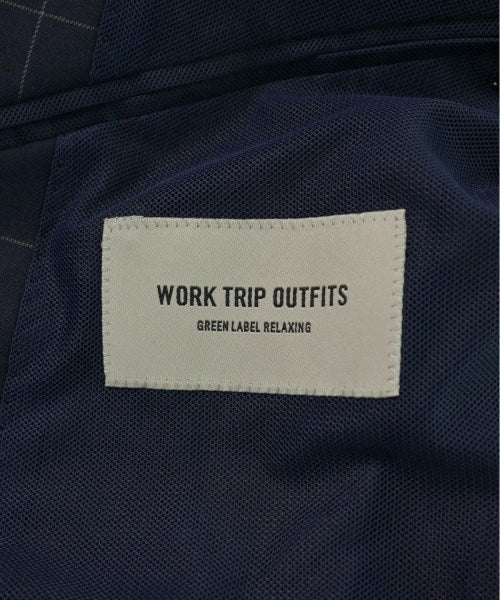 WORK TRIP OUTFITS
GREEN LABEL RELAXING